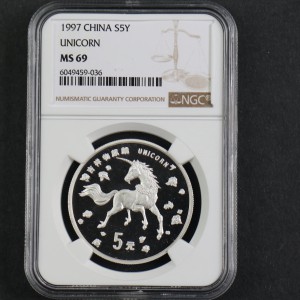 1997 CHINA S5Y
UNICORN
MS 69
6049459-036
NUMISMATIC GUARANTY CORPORATION
NGC
UNICORN
5元